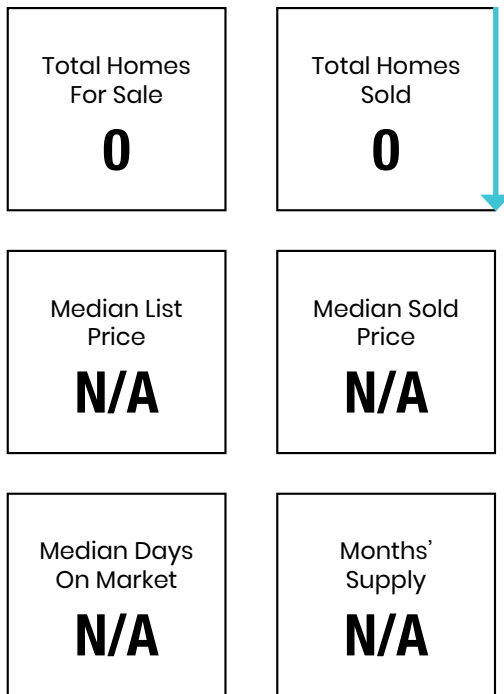 Total Homes
For Sale
0
Total Homes
Sold
0
Median List
Price
N/A
Median Sold
Price
N/A
Median Days
On Market
N/A
Months’
Supply
N/A